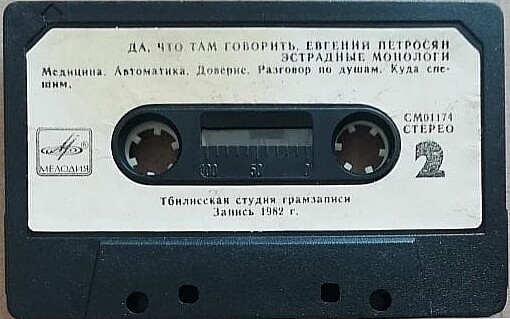 ДА, ЧТО ТАМ ГОВОРИТЬ. ЕВГЕНИЙ ПЕТРОСЯН
ЭСТРАДНЫЕ МОНОЛОГИ
Медицина. Автоматика. Доверие. Разговор по душам. Куда спе-
шим.
СМ01174
СТЕРЕО
2
МЕЛОДИЯ
100 50 0
Тбилисская студия грамзаписи
Запись 1982 г.